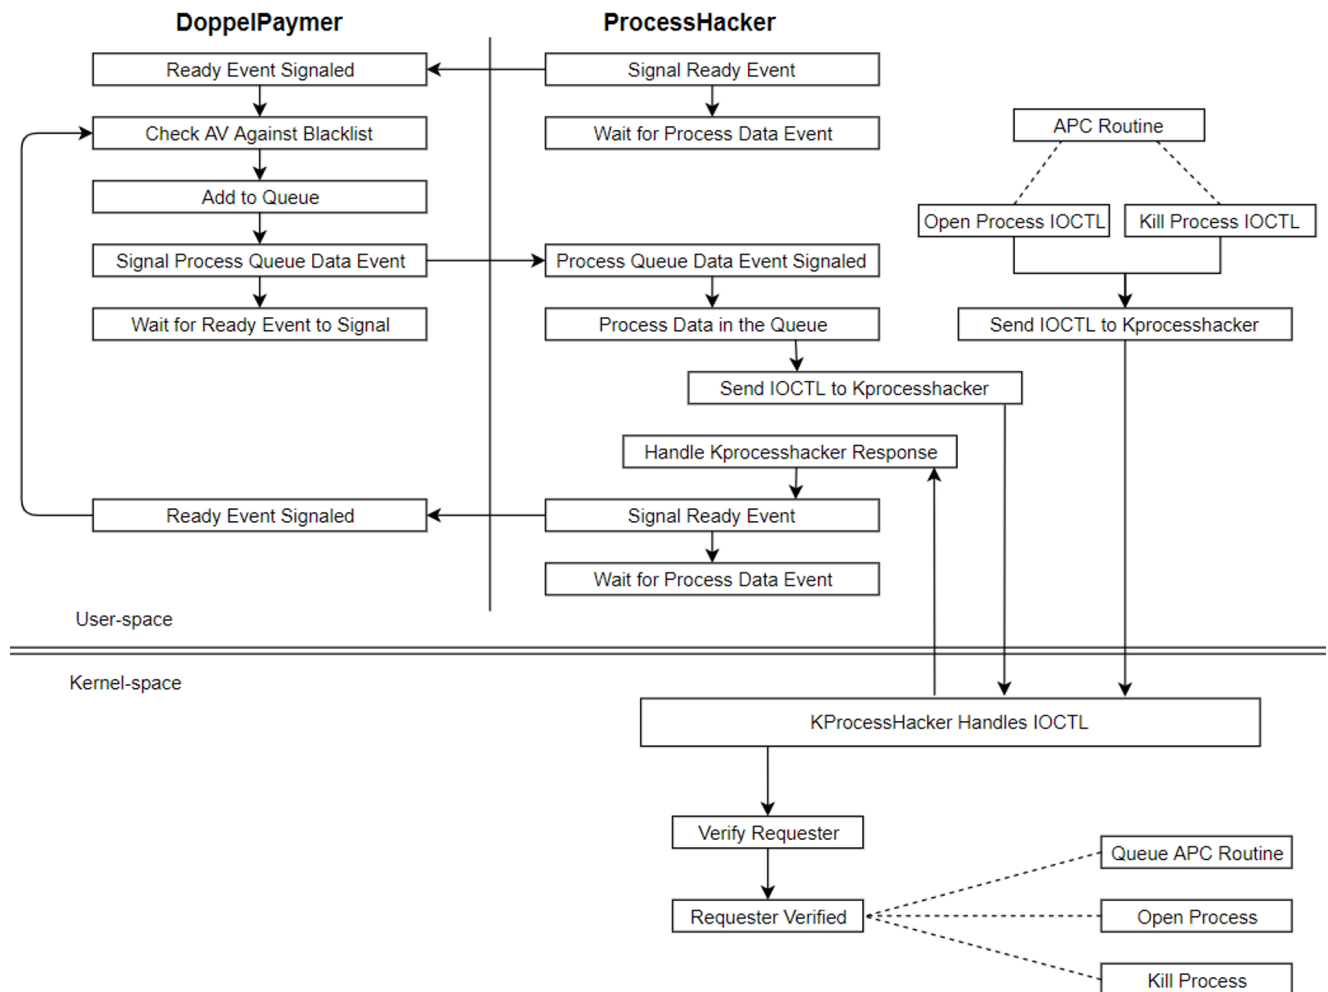 DoppelPaymer
ProcessHacker
Ready Event Signaled
Signal Ready Event
Check AV Against Blacklist
Wait for Process Data Event
APC Routine
Add to Queue
Open Process IOCTL
Kill Process IOCTL
Signal Process Queue Data Event
Process Queue Data Event Signaled
Wait for Ready Event to Signal
Process Data in the Queue
Send IOCTL to Kprocesshacker
Send IOCTL to Kprocesshacker
Handle Kprocesshacker Response
Ready Event Signaled
Signal Ready Event
Wait for Process Data Event
User-space
Kernel-space
KProcessHacker Handles IOCTL
Verify Requester
Queue APC Routine
Requester Verified
Open Process
Kill Process